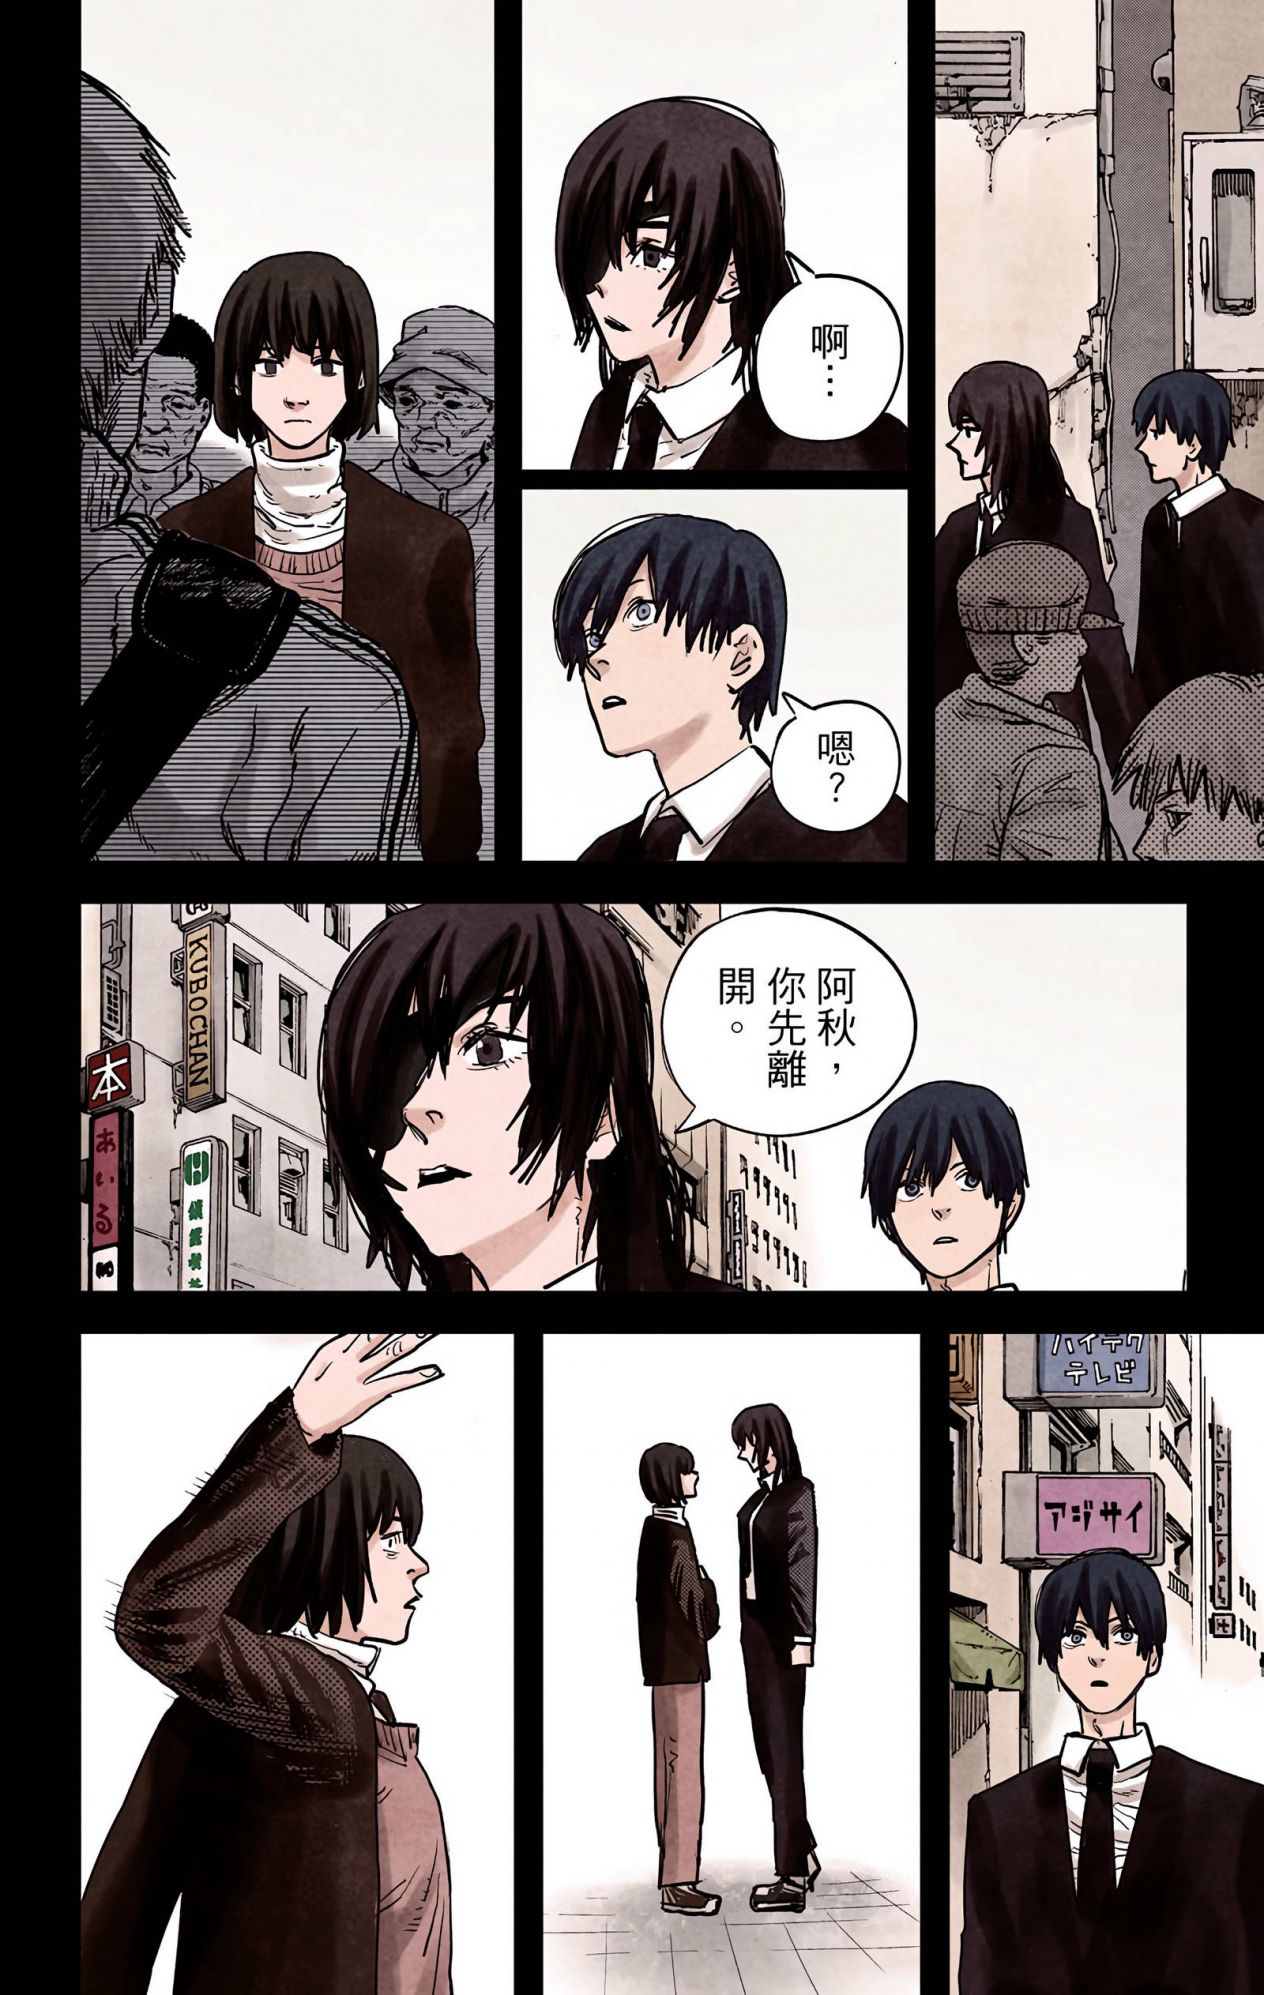 啊…
嗯？
阿秋，
你先離
開。
KUBOCHAN
本
あいる
ハイテク
テレビ
アジサイ